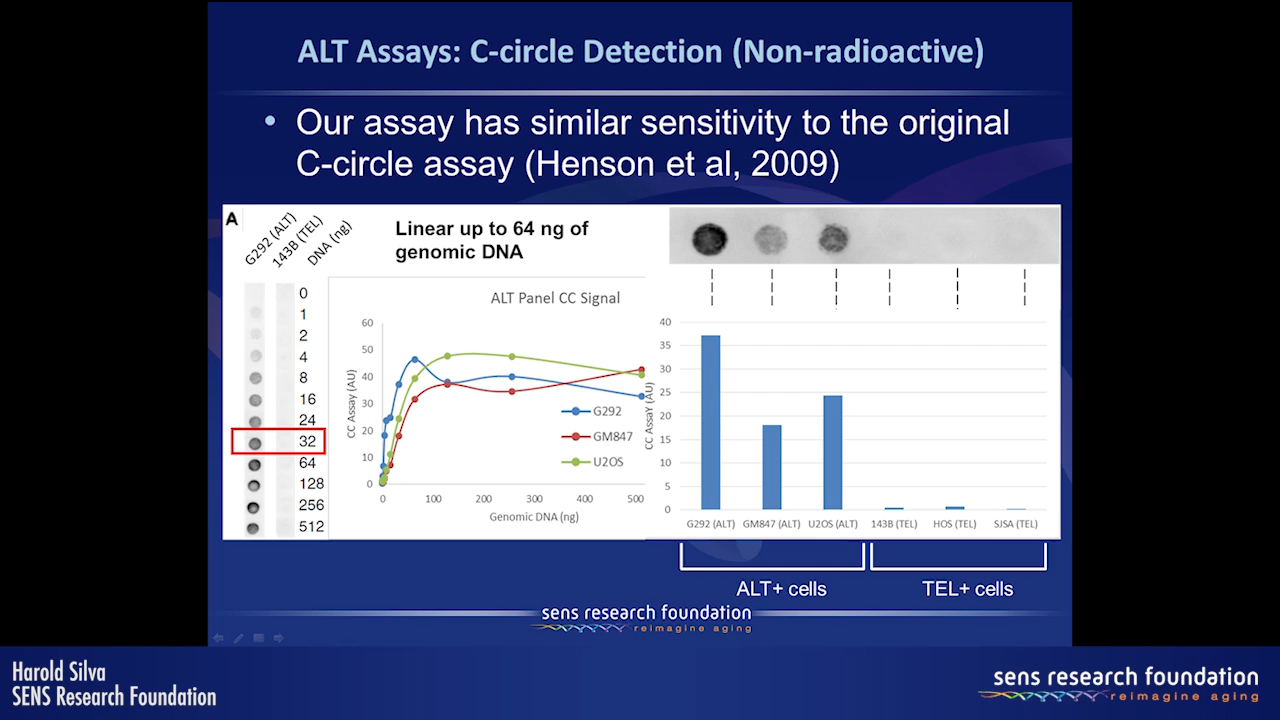 ALT Assays: C-circle Detection (Non-radioactive)
• Our assay has similar sensitivity to the original
C-circle assay (Henson et al, 2009)
A
G292 (ALT)
143B (TEL)
DNA (ng)
0
1
2
4
8
16
24
32
64
128
256
512
Linear up to 64 ng of
genomic DNA
ALT Panel CC Signal
CC Assay (AU)
60
50
40
30
20
10
0
0 100 200 300 400 500
Genomic DNA (ng)
G292
GM847
U2OS
CC AssaY (AU)
40
35
30
25
20
15
10
5
0
G292 (ALT) GM847 (ALT) U2OS (ALT) 143B (TEL) HOS (TEL) SJSA (TEL)
ALT+ cells TEL+ cells
sens research foundation
reimagine aging
Harold Silva
SENS Research Foundation
sens research foundation
reimagine aging